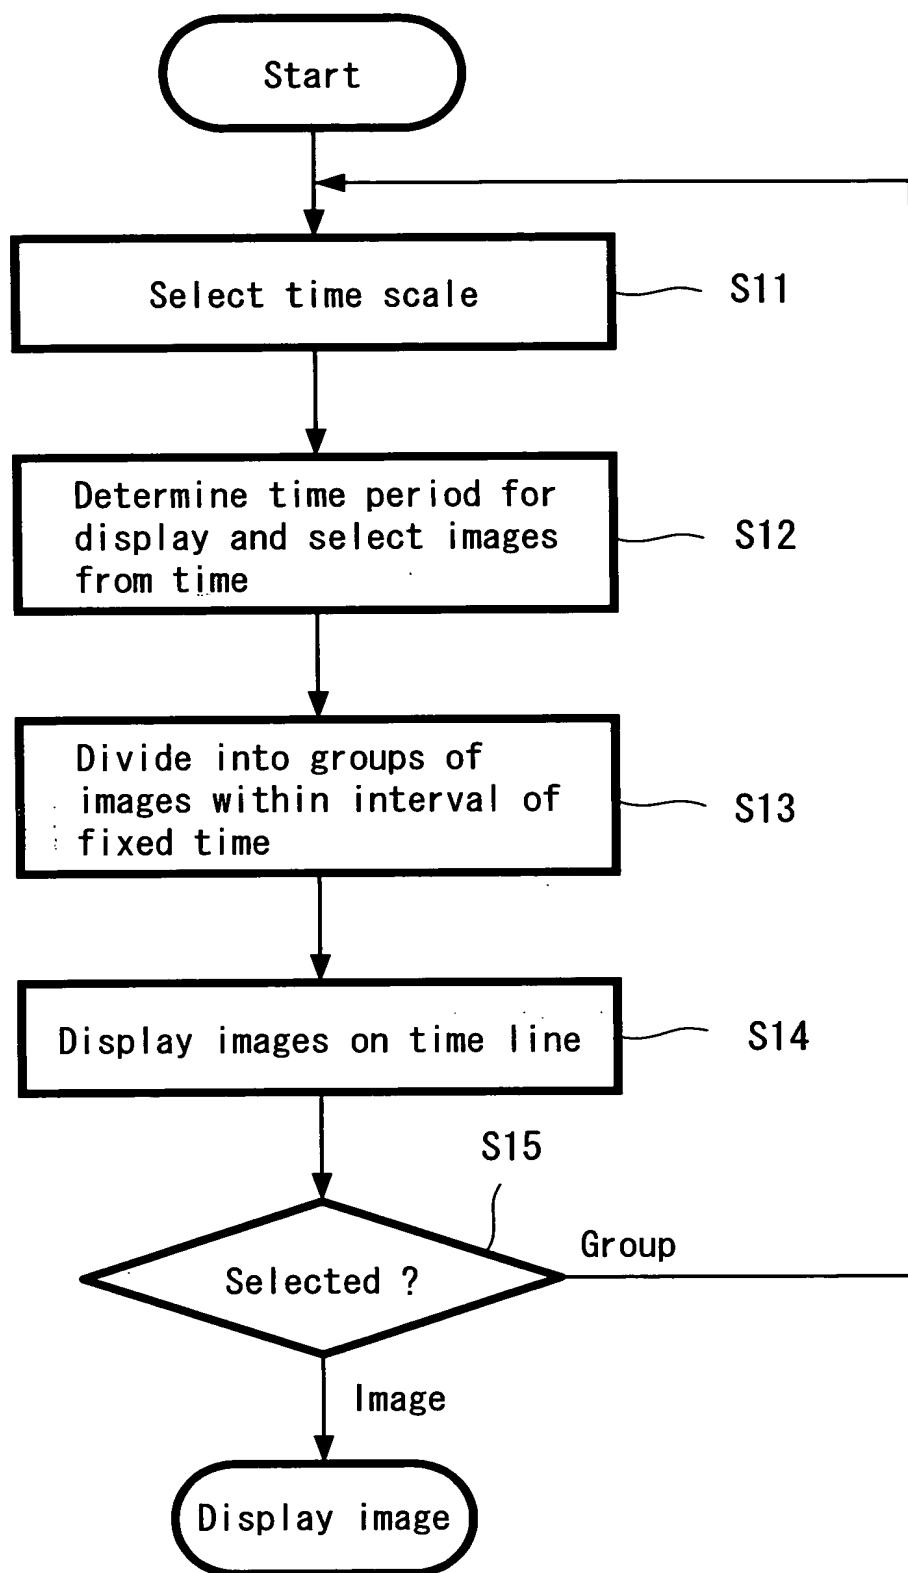 Start
Select time scale
S11
Determine time period for
display and select images
from time
S12
Divide into groups of
images within interval of
fixed time
S13
Display images on time line
S14
S15
Selected ?
Group
Image
Display image